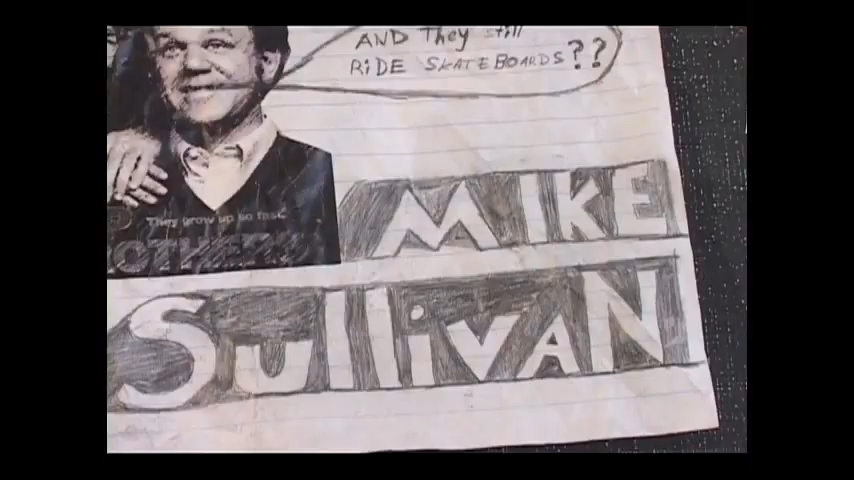 AND They still
RiDE SKATEBOARDS??
They grow up so fast
MIKE
SulliVAN